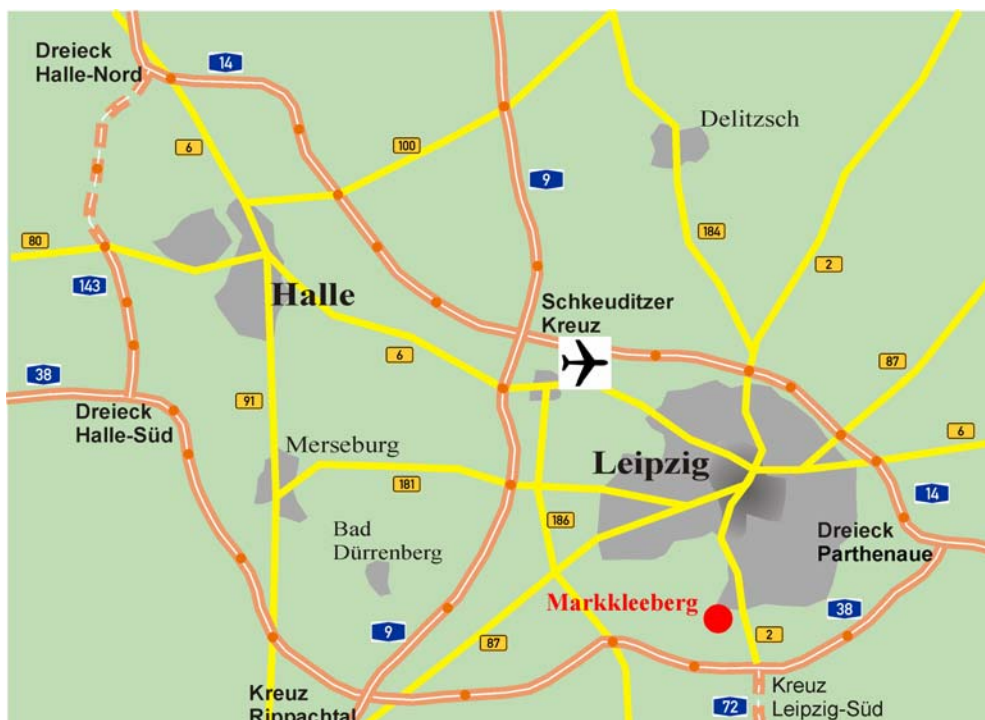 Dreieck
Halle-Nord
14
Delitzsch
6
100
9
184
80
2
143
Halle
Schkeuditzer
Kreuz
87
38
6
91
Dreieck
Halle-Süd
Merseburg
Leipzig
6
181
14
186
Bad
Dürrenberg
Dreieck
Parthenaue
Markkleeberg
38
9
87
2
Kreuz
Rippachtal
72
Kreuz
Leipzig-Süd